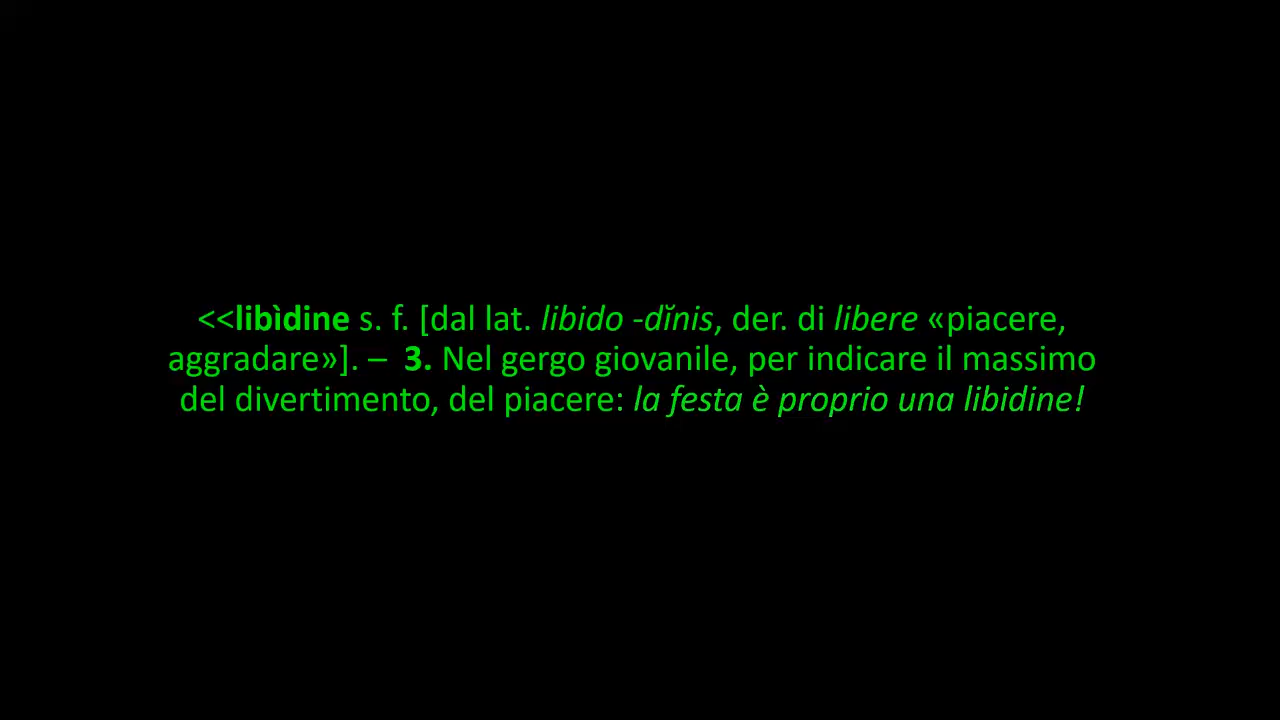 <<libìdine s. f. [dal lat. libido -dĭnis, der. di libere «piacere,
aggradare»]. – 3. Nel gergo giovanile, per indicare il massimo
del divertimento, del piacere: la festa è proprio una libidine!